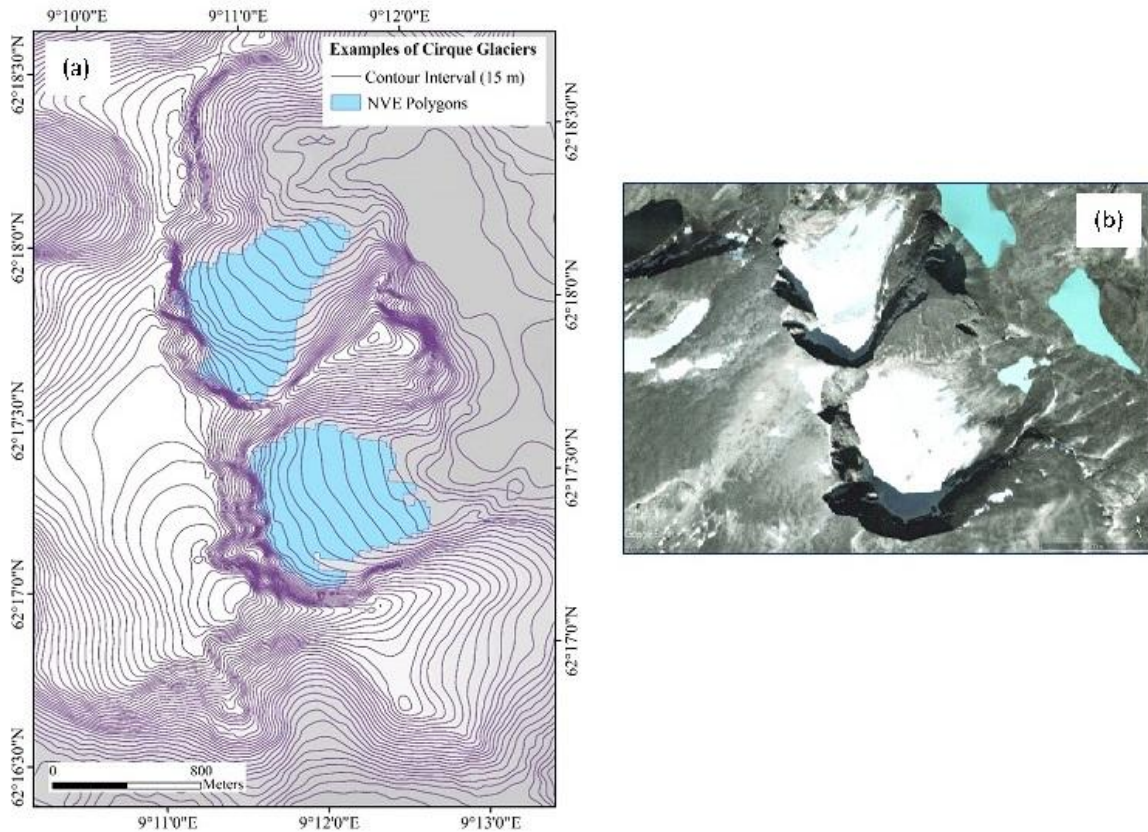 9°10'0"E 9°11'0"E 9°12'0"E
(a)
Examples of Cirque Glaciers
Contour Interval (15 m)
NVE Polygons
62°18'30"N
62°18'0"N
62°17'30"N
62°17'0"N
62°16'30"N
62°18'30"N
62°18'0"N
62°17'30"N
62°17'0"N
0 800
Meters
9°11'0"E 9°12'0"E 9°13'0"E
(b)